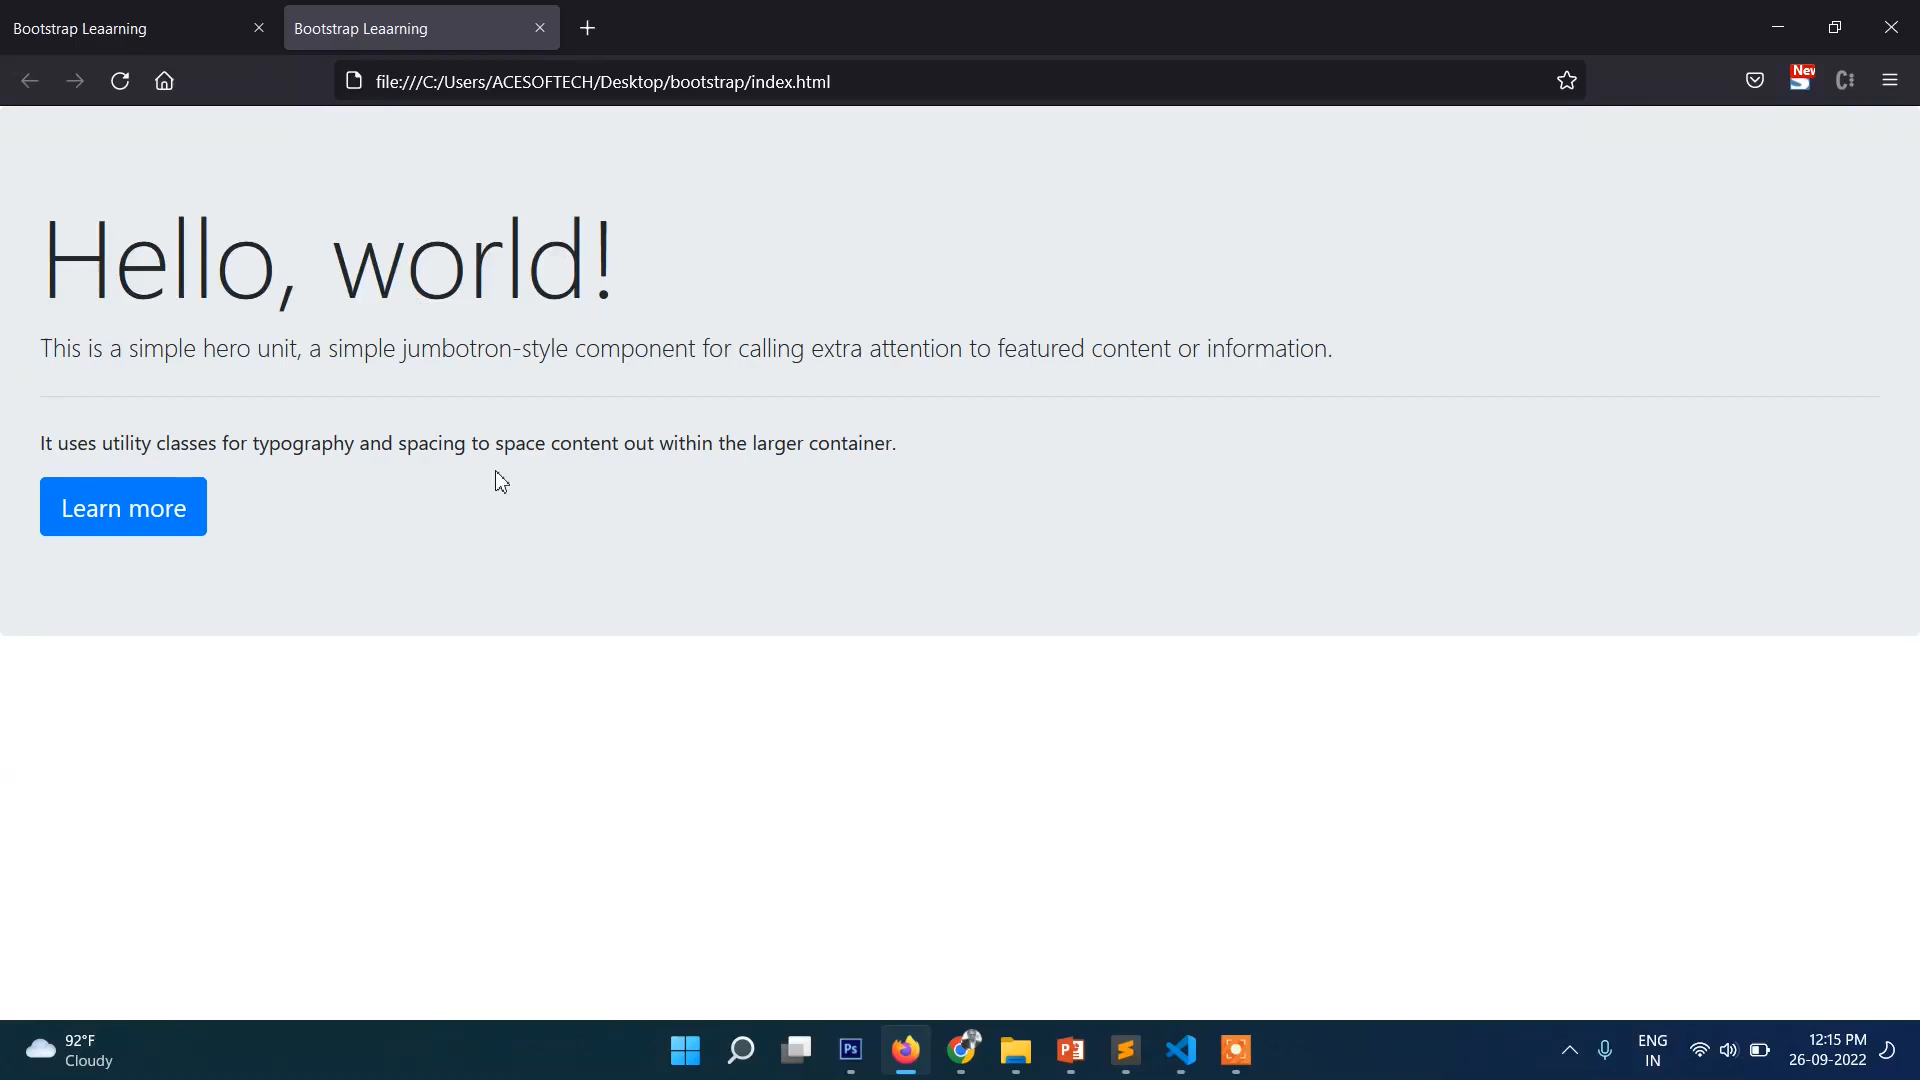 Bootstrap Leaarning
Bootstrap Leaarning
file:///C:/Users/ACESOFTECH/Desktop/bootstrap/index.html
New
Hello, world!
This is a simple hero unit, a simple jumbotron-style component for calling extra attention to featured content or information.
It uses utility classes for typography and spacing to space content out within the larger container.
Learn more
92°F
Cloudy
Ps
ENG
IN
12:15 PM
26-09-2022